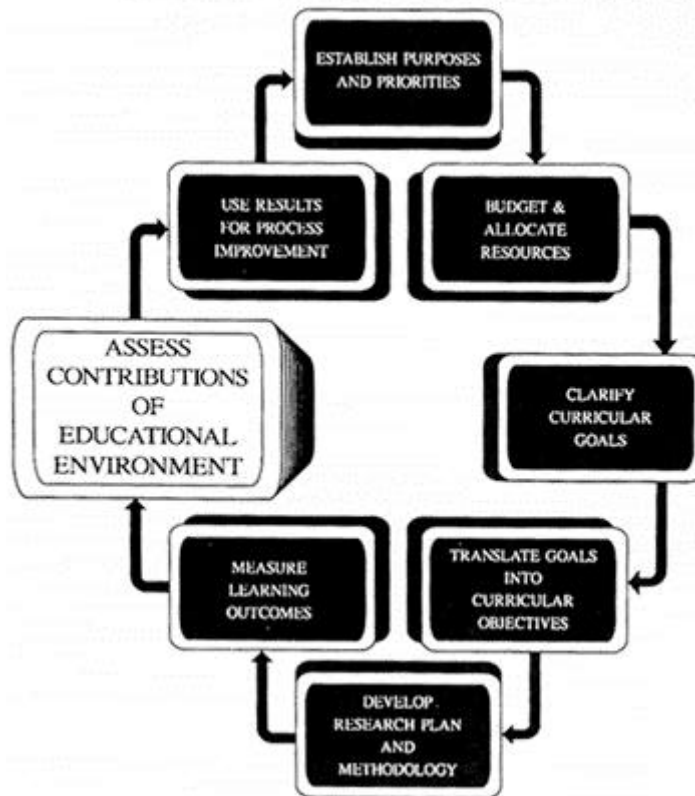 ESTABLISH PURPOSES
AND PRIORITIES
BUDGET &
ALLOCATE
RESOURCES
CLARIFY
CURRICULAR
GOALS
TRANSLATE GOALS
INTO
CURRICULAR
OBJECTIVES
DEVELOP
RESEARCH PLAN
AND
METHODOLOGY
MEASURE
LEARNING
OUTCOMES
ASSESS
CONTRIBUTIONS
OF
EDUCATIONAL
ENVIRONMENT
USE RESULTS
FOR PROCESS
IMPROVEMENT